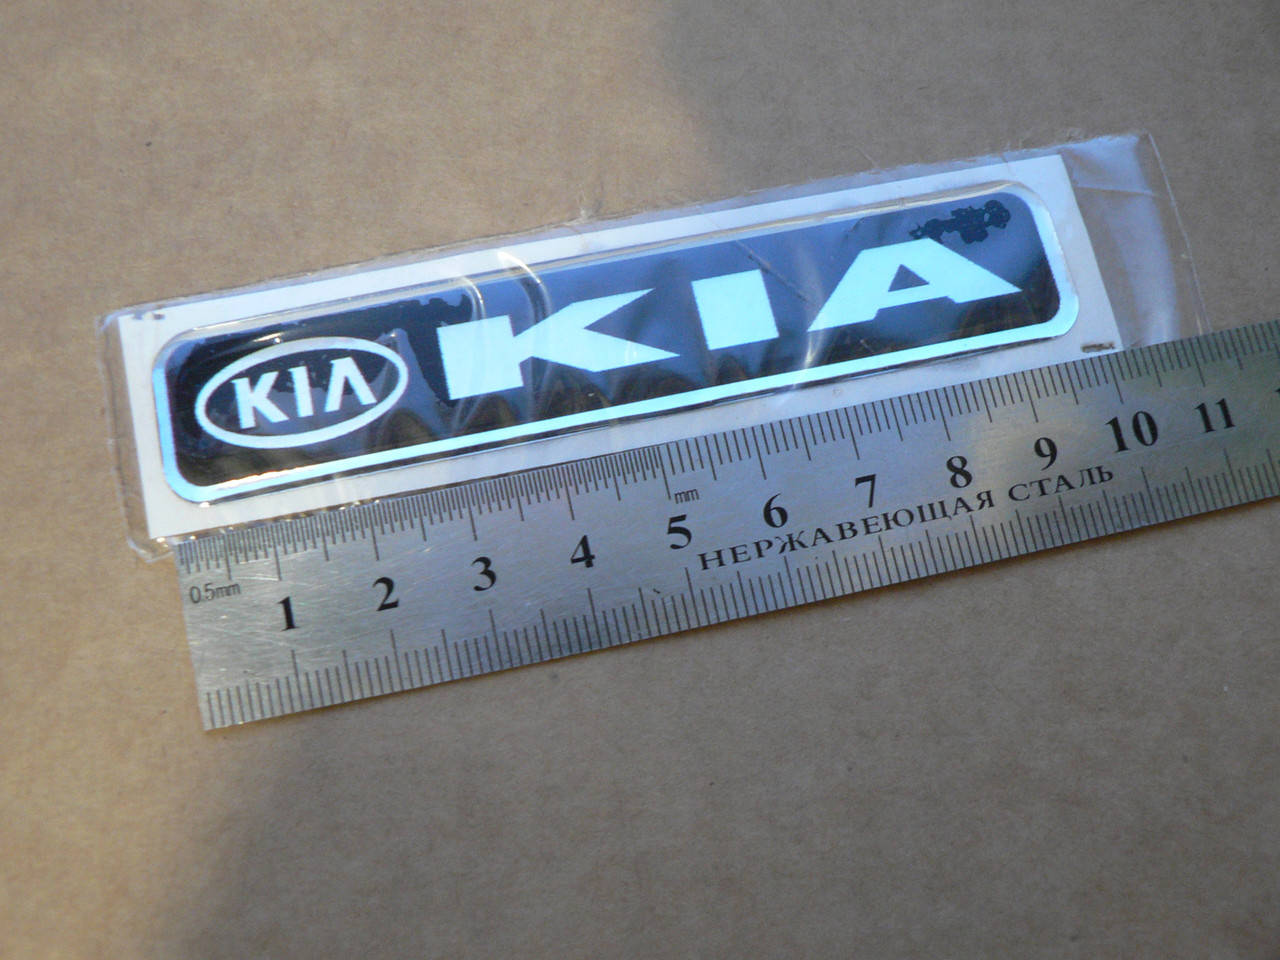 KIA KIA
0.5mm
mm
1 2 3 4 5 6 7 8 9 10 11
НЕРЖАВЕЮЩАЯ СТАЛЬ